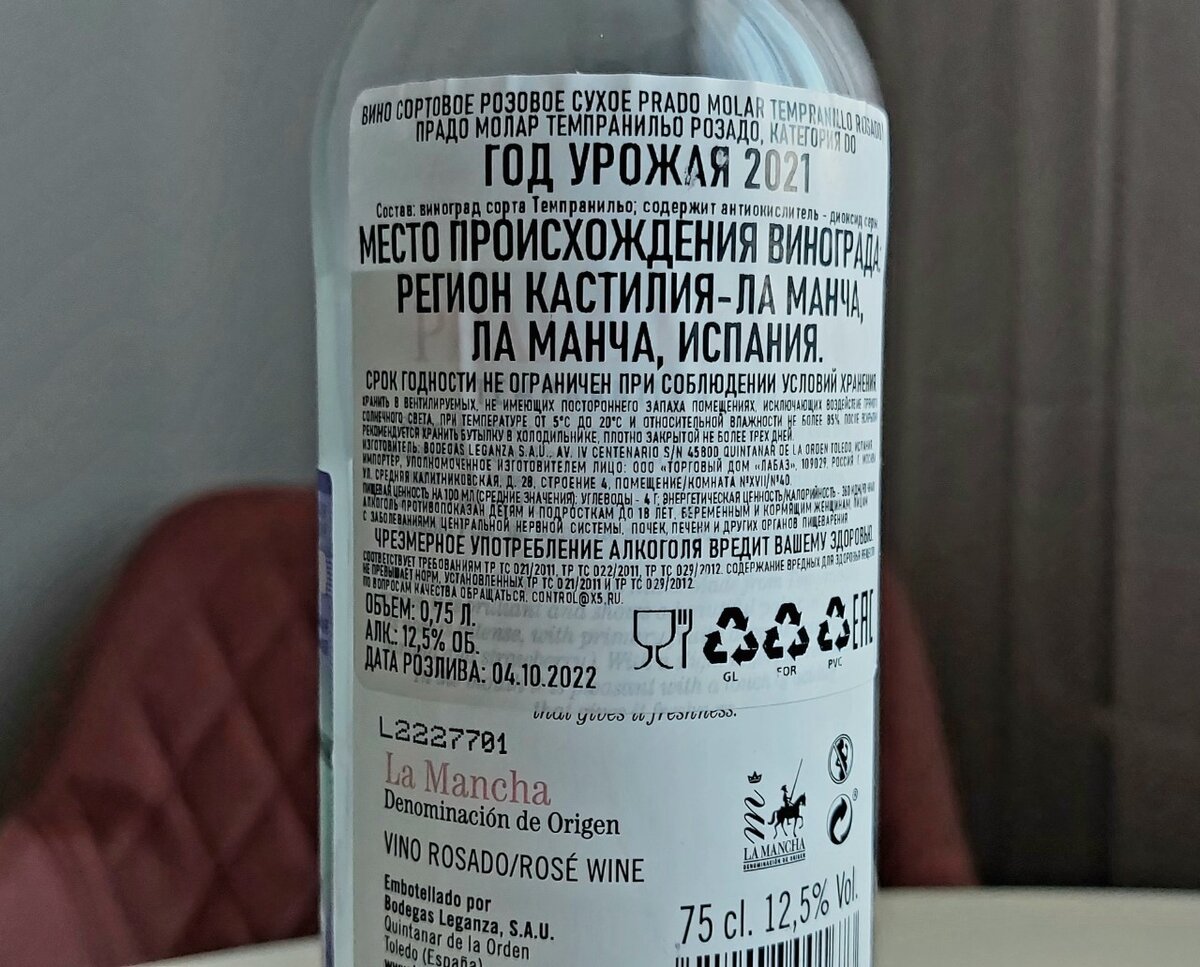 ВИНО СОРТОВОЕ РОЗОВОЕ СУХОЕ PRADO MOLAR TEMPRANILLO ROSADO/
ПРАДО МОЛАР ТЕМПРАНИЛЬО РОЗАДО, КАТЕГОРИЯ DO
ГОД УРОЖАЯ 2021
Состав: виноград сорта Темпранильо; содержит антиокислитель - диоксид серы
МЕСТО ПРОИСХОЖДЕНИЯ ВИНОГРАДА:
РЕГИОН КАСТИЛИЯ-ЛА МАНЧА,
ЛА МАНЧА, ИСПАНИЯ.
СРОК ГОДНОСТИ НЕ ОГРАНИЧЕН ПРИ СОБЛЮДЕНИИ УСЛОВИЙ ХРАНЕНИЯ
ХРАНИТЬ В ВЕНТИЛИРУЕМЫХ, НЕ ИМЕЮЩИХ ПОСТОРОННЕГО ЗАПАХА ПОМЕЩЕНИЯХ, ИСКЛЮЧАЮЩИХ ВОЗДЕЙСТВИЕ ПРЯМОГО
СОЛНЕЧНОГО СВЕТА, ПРИ ТЕМПЕРАТУРЕ ОТ 5°С ДО 20°С И ОТНОСИТЕЛЬНОЙ ВЛАЖНОСТИ НЕ БОЛЕЕ 85%. ПОСЛЕ ВСКРЫТИЯ
РЕКОМЕНДУЕТСЯ ХРАНИТЬ БУТЫЛКУ В ХОЛОДИЛЬНИКЕ, ПЛОТНО ЗАКРЫТОЙ НЕ БОЛЕЕ ТРЕХ ДНЕЙ.
ИЗГОТОВИТЕЛЬ: BODEGAS LEGANZA S.A.U., AV. IV CENTENARIO S/N 45800 QUINTANAR DE LA ORDEN TOLEDO, ИСПАНИЯ
ИМПОРТЕР, УПОЛНОМОЧЕННОЕ ИЗГОТОВИТЕЛЕМ ЛИЦО: ООО «ТОРГОВЫЙ ДОМ «ЛАБАЗ», 109029, РОССИЯ, Г. МОСКВА,
УЛ. СРЕДНЯЯ КАЛИТНИКОВСКАЯ, Д. 28, СТРОЕНИЕ 4, ПОМЕЩЕНИЕ/КОМНАТА №XVII/№40.
ПИЩЕВАЯ ЦЕННОСТЬ НА 100 МЛ (СРЕДНИЕ ЗНАЧЕНИЯ): УГЛЕВОДЫ - 4 Г; ЭНЕРГЕТИЧЕСКАЯ ЦЕННОСТЬ/КАЛОРИЙНОСТЬ - 360 КДЖ/
АЛКОГОЛЬ ПРОТИВОПОКАЗАН ДЕТЯМ И ПОДРОСТКАМ ДО 18 ЛЕТ, БЕРЕМЕННЫМ И КОРМЯЩИМ ЖЕНЩИНАМ, ЛИЦАМ
С ЗАБОЛЕВАНИЯМИ ЦЕНТРАЛЬНОЙ НЕРВНОЙ СИСТЕМЫ, ПОЧЕК, ПЕЧЕНИ И ДРУГИХ ОРГАНОВ ПИЩЕВАРЕНИЯ
ЧРЕЗМЕРНОЕ УПОТРЕБЛЕНИЕ АЛКОГОЛЯ ВРЕДИТ ВАШЕМУ ЗДОРОВЬЮ.
СООТВЕТСТВУЕТ ТРЕБОВАНИЯМ ТР ТС 021/2011, ТР ТС 022/2011, ТР ТС 029/2012. СОДЕРЖАНИЕ ВРЕДНЫХ ДЛЯ ЗДОРОВЬЯ ВЕЩЕСТВ
НЕ ПРЕВЫШАЕТ НОРМ, УСТАНОВЛЕННЫХ ТР ТС 021/2011 И ТР ТС 029/2012.
ПО ВОПРОСАМ КАЧЕСТВА ОБРАЩАТЬСЯ: CONTROL@X5.RU.
ОБЪЕМ: 0,75 Л.
АЛК.: 12,5% ОБ.
ДАТА РОЗЛИВА: 04.10.2022
GL FOR PVC EAC
that gives it freshness.
L2227701
La Mancha
Denominación de Origen
VINO ROSADO/ROSÉ WINE
Embotellado por
Bodegas Leganza, S.A.U.
Quintanar de la Orden
Toledo (España)
m
LA MANCHA
DENOMINACIÓN DE ORIGEN
75 cl. 12,5% Vol.